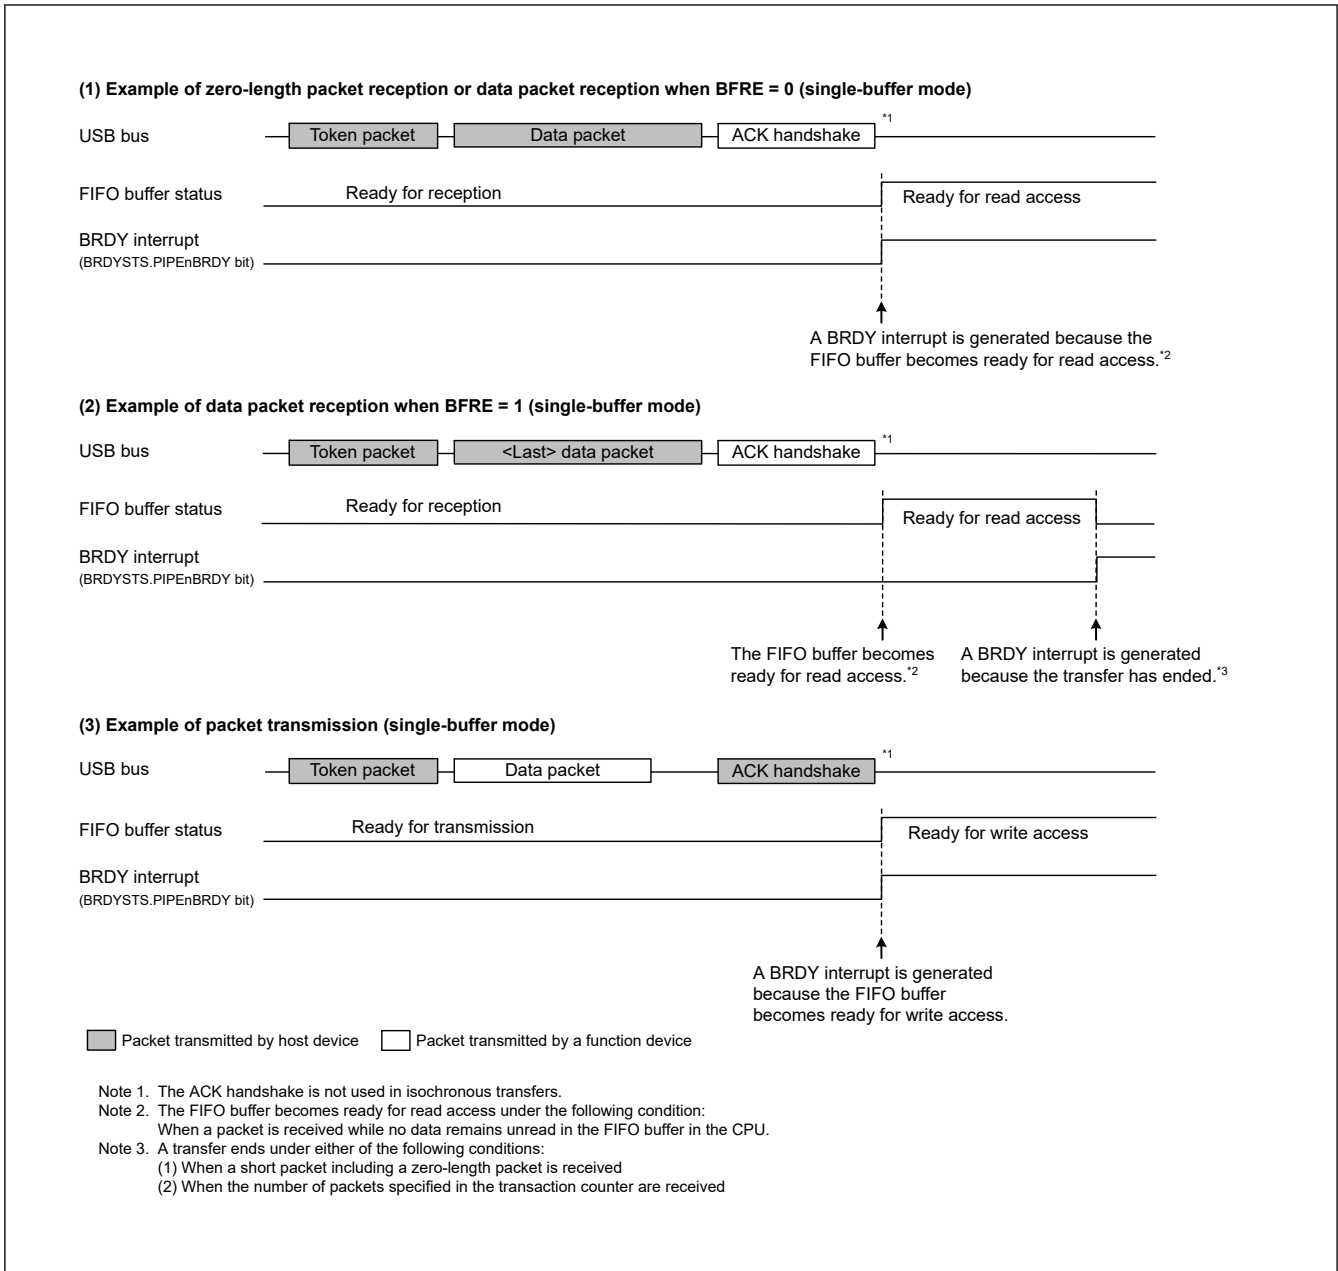 (1) Example of zero-length packet reception or data packet reception when BFRE = 0 (single-buffer mode)
USB bus
Token packet
Data packet
ACK handshake
*1
FIFO buffer status
Ready for reception
Ready for read access
BRDY interrupt
(BRDYSTS.PIPEnBRDY bit)
A BRDY interrupt is generated because the
FIFO buffer becomes ready for read access.*2
(2) Example of data packet reception when BFRE = 1 (single-buffer mode)
USB bus
Token packet
<Last> data packet
ACK handshake
*1
FIFO buffer status
Ready for reception
Ready for read access
BRDY interrupt
(BRDYSTS.PIPEnBRDY bit)
The FIFO buffer becomes
ready for read access.*2
A BRDY interrupt is generated
because the transfer has ended.*3
(3) Example of packet transmission (single-buffer mode)
USB bus
Token packet
Data packet
ACK handshake
*1
FIFO buffer status
Ready for transmission
Ready for write access
BRDY interrupt
(BRDYSTS.PIPEnBRDY bit)
A BRDY interrupt is generated
because the FIFO buffer
becomes ready for write access.
Packet transmitted by host device
Packet transmitted by a function device
Note 1. The ACK handshake is not used in isochronous transfers.
Note 2. The FIFO buffer becomes ready for read access under the following condition:
When a packet is received while no data remains unread in the FIFO buffer in the CPU.
Note 3. A transfer ends under either of the following conditions:
(1) When a short packet including a zero-length packet is received
(2) When the number of packets specified in the transaction counter are received